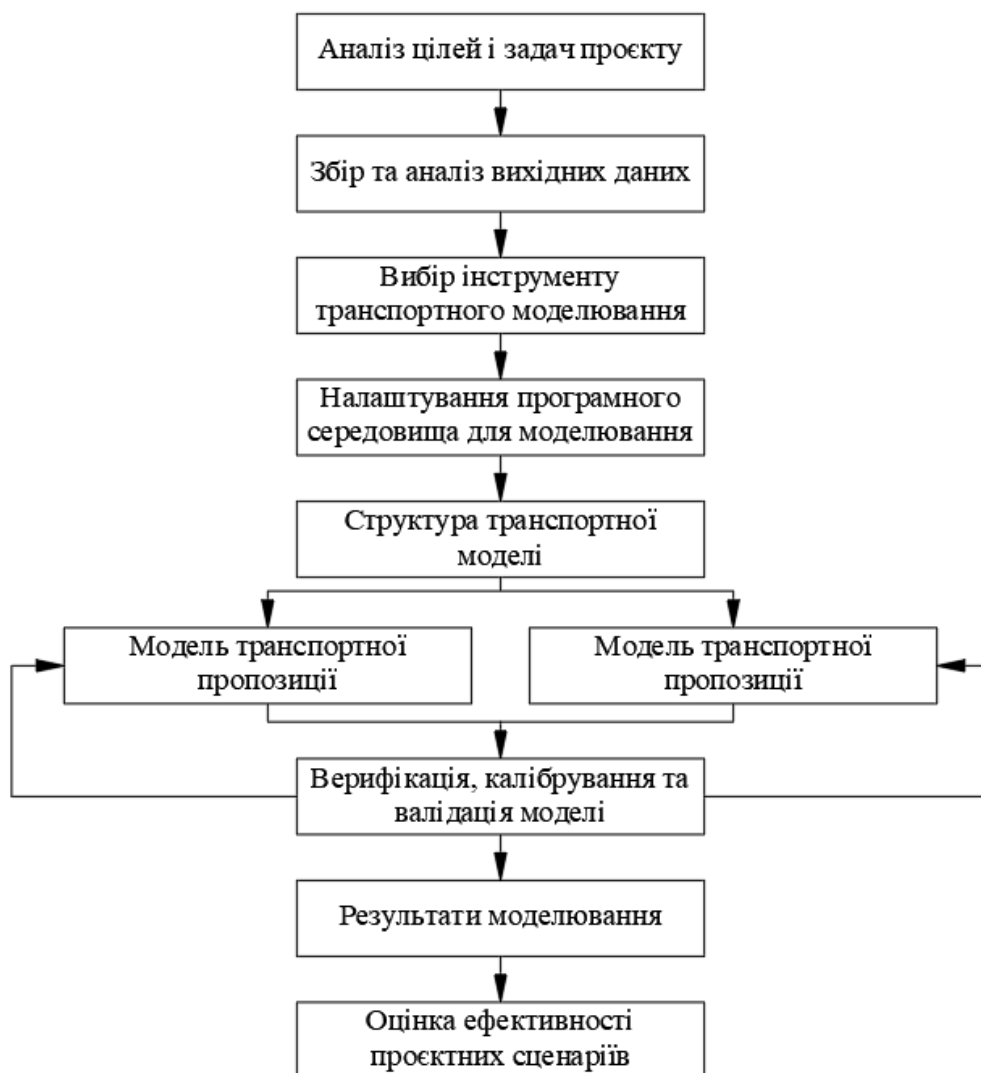 Аналіз цілей і задач проєкту
Збір та аналіз вихідних даних
Вибір інструменту
транспортного моделювання
Налаштування програмного
середовища для моделювання
Структура транспортної
моделі
Модель транспортної
пропозиції
Модель транспортної
пропозиції
Верифікація, калібрування та
валідація моделі
Результати моделювання
Оцінка ефективності
проєктних сценаріїв